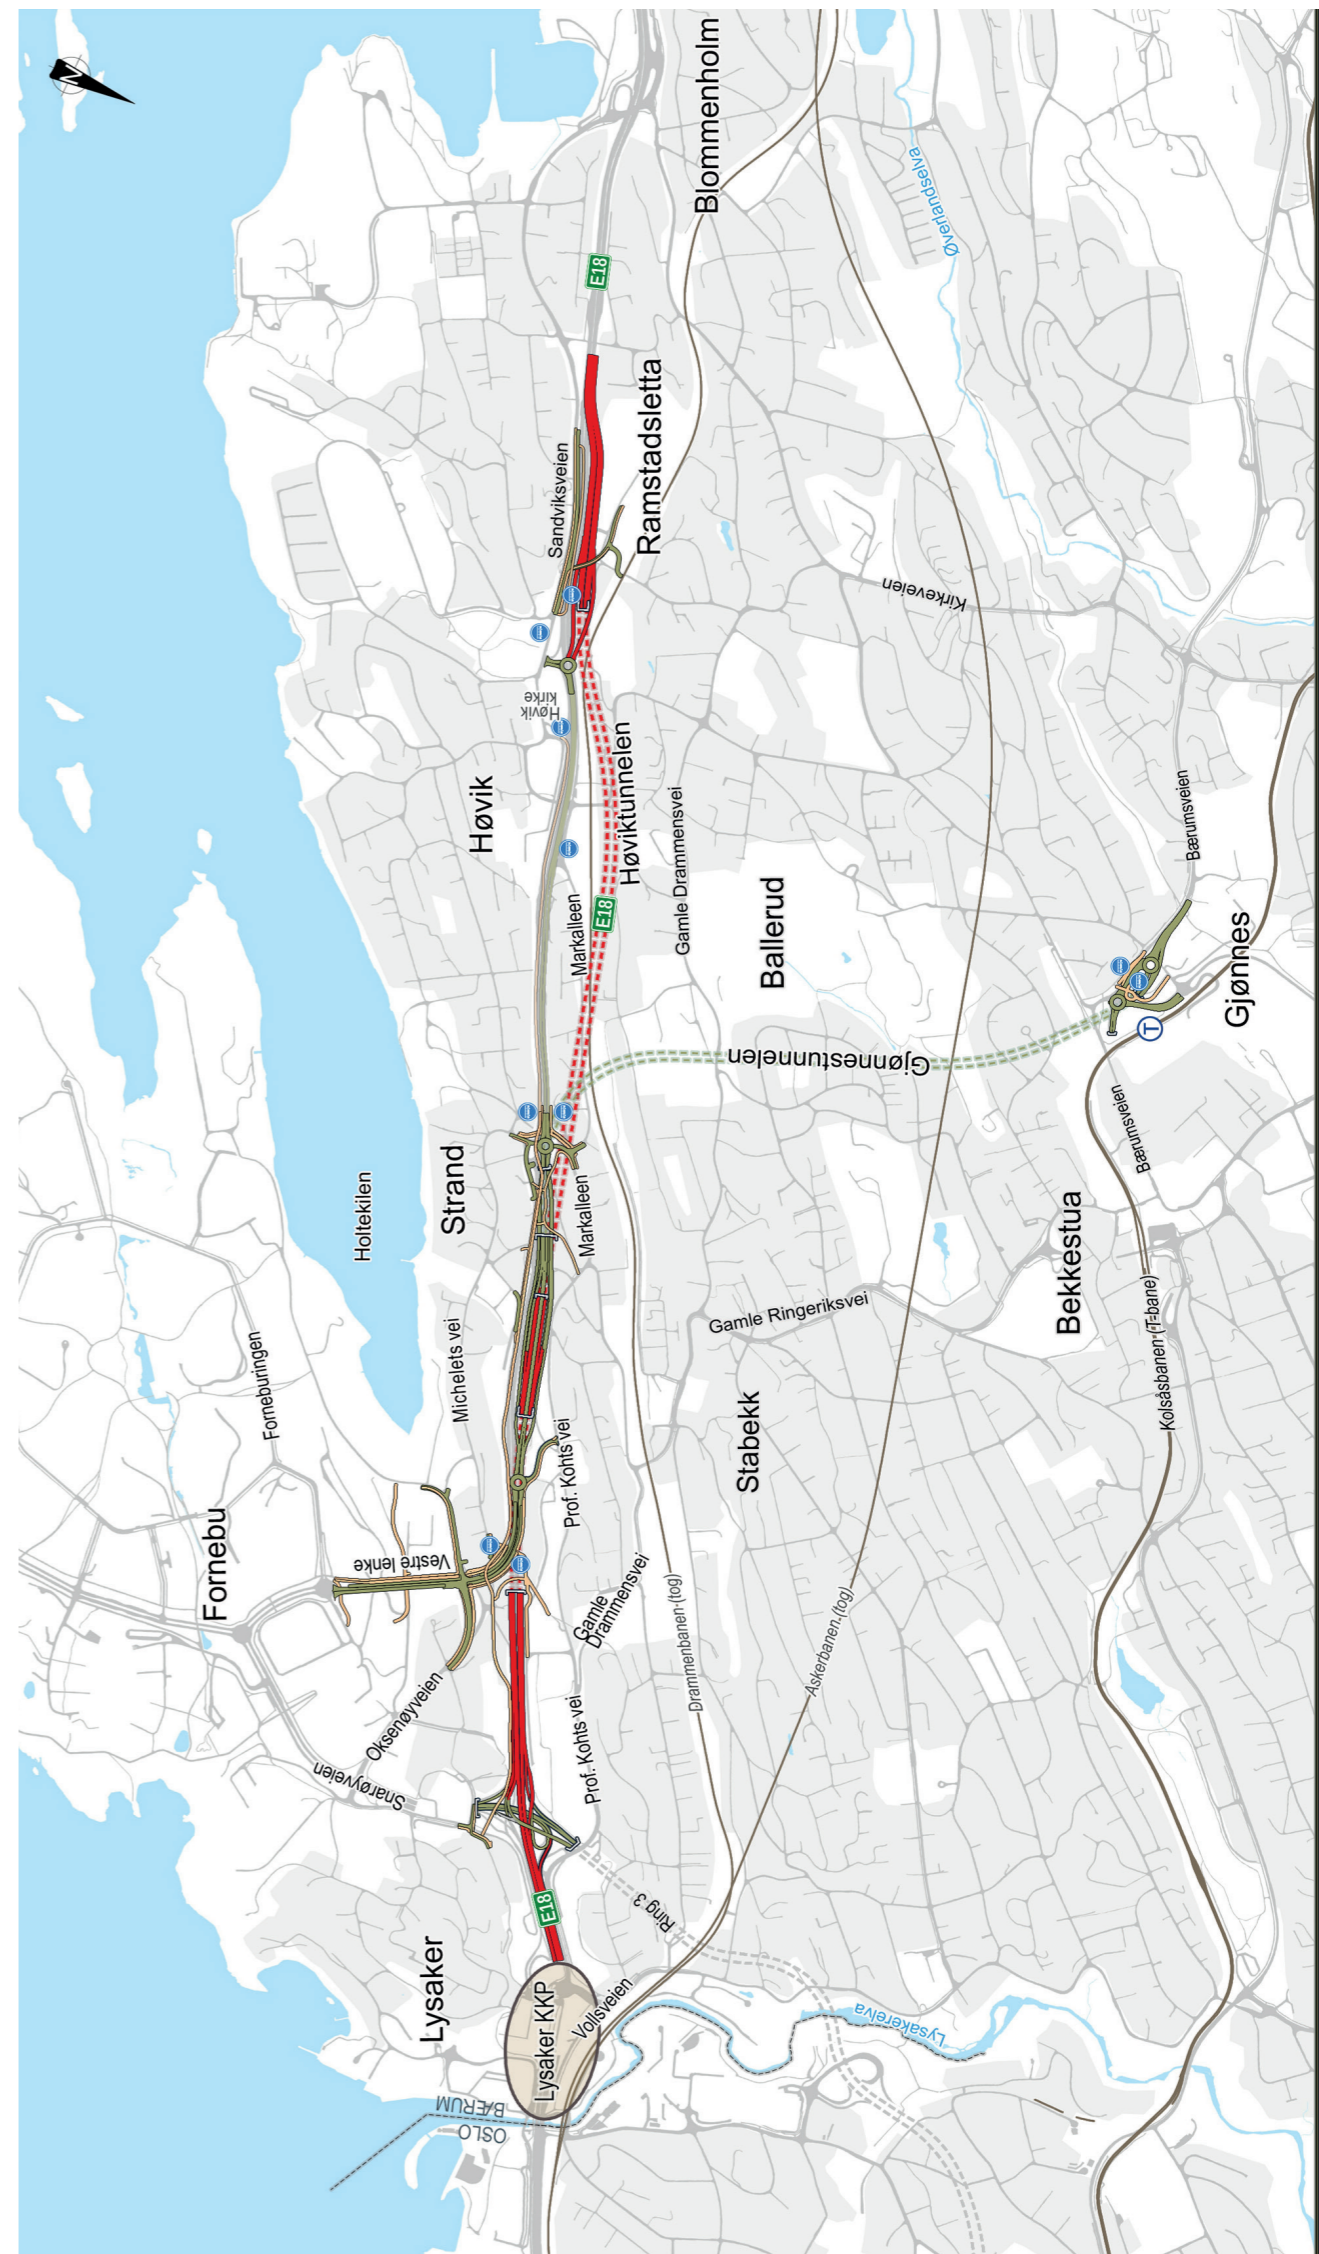 N
Blommenholm
Øverlandselva
E18
Ramstadsletta
Sandviksveien
Kirkeveien
Høvik
kirke
Høvik
Høviktunnelen
Gamle Drammensvei
Bærumsveien
E18
Markalleen
Ballerud
Gjønnes
T
Gjønnestunnelen
Bærumsveien
Strand
Holtekilen
Markalleen
Bekkestua
Kolsåsbanen (T-bane)
Gamle Ringeriksvei
Michelets vei
Forneburingen
Stabekk
Prof. Kohts vei
Fornebu
Vestre lenke
Gamle
Drammensvei
Drammenbanen (tog)
Askerbanen (tog)
Oksenøyveien
Snarøyveien
Prof. Kohts vei
E18
Ring 3
Lysaker
Lysaker KKP
Vollsveien
Lysakerelva
BÆRUM
OSLO